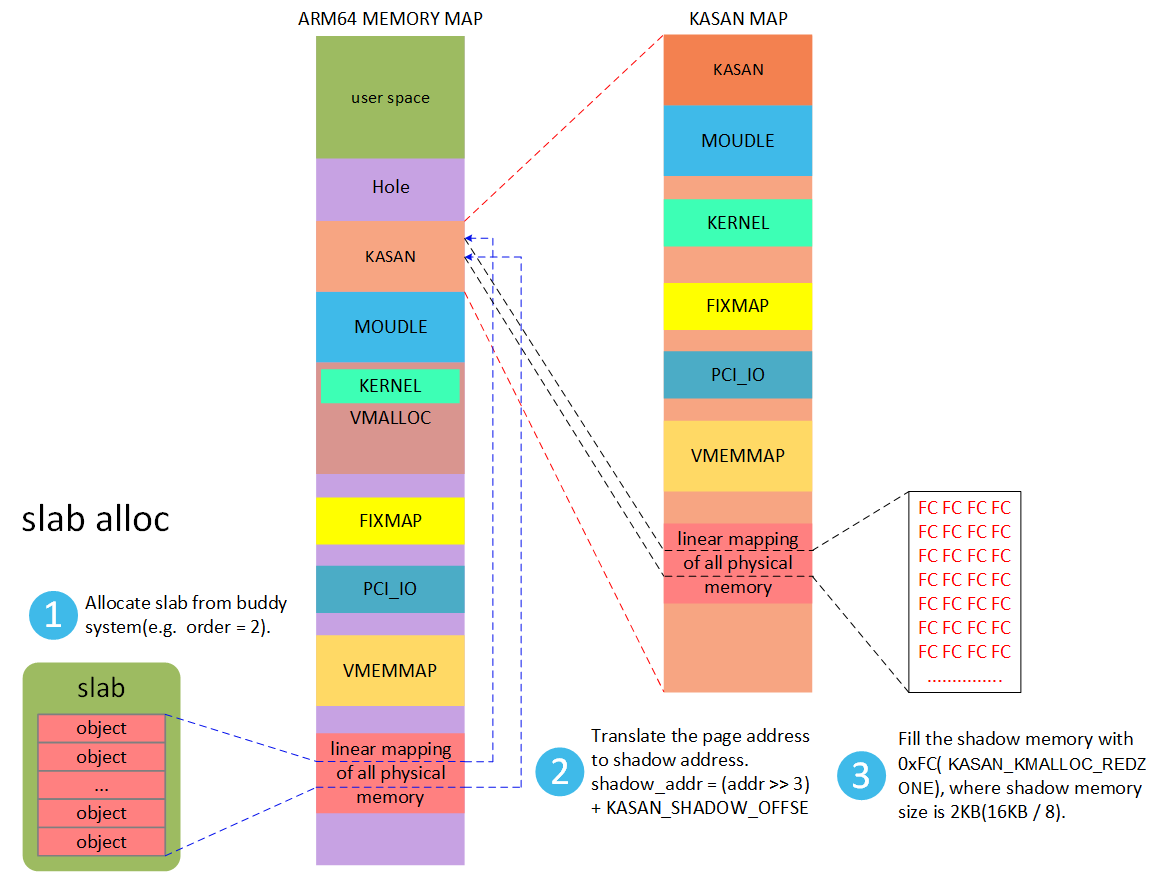 ARM64 MEMORY MAP
user space
Hole
KASAN
MOUDLE
KERNEL
VMALLOC
FIXMAP
PCI_IO
VMEMMAP
linear mapping
of all physical
memory
KASAN MAP
KASAN
MOUDLE
KERNEL
FIXMAP
PCI_IO
VMEMMAP
linear mapping
of all physical
memory
FC FC FC FC
FC FC FC FC
FC FC FC FC
FC FC FC FC
FC FC FC FC
FC FC FC FC
FC FC FC FC
...............
slab alloc
1
Allocate slab from buddy
system(e.g. order = 2).
slab
object
object
...
object
object
2
Translate the page address
to shadow address.
shadow_addr = (addr >> 3)
+ KASAN_SHADOW_OFFSE
3
Fill the shadow memory with
0xFC( KASAN_KMALLOC_REDZ
ONE), where shadow memory
size is 2KB(16KB / 8).